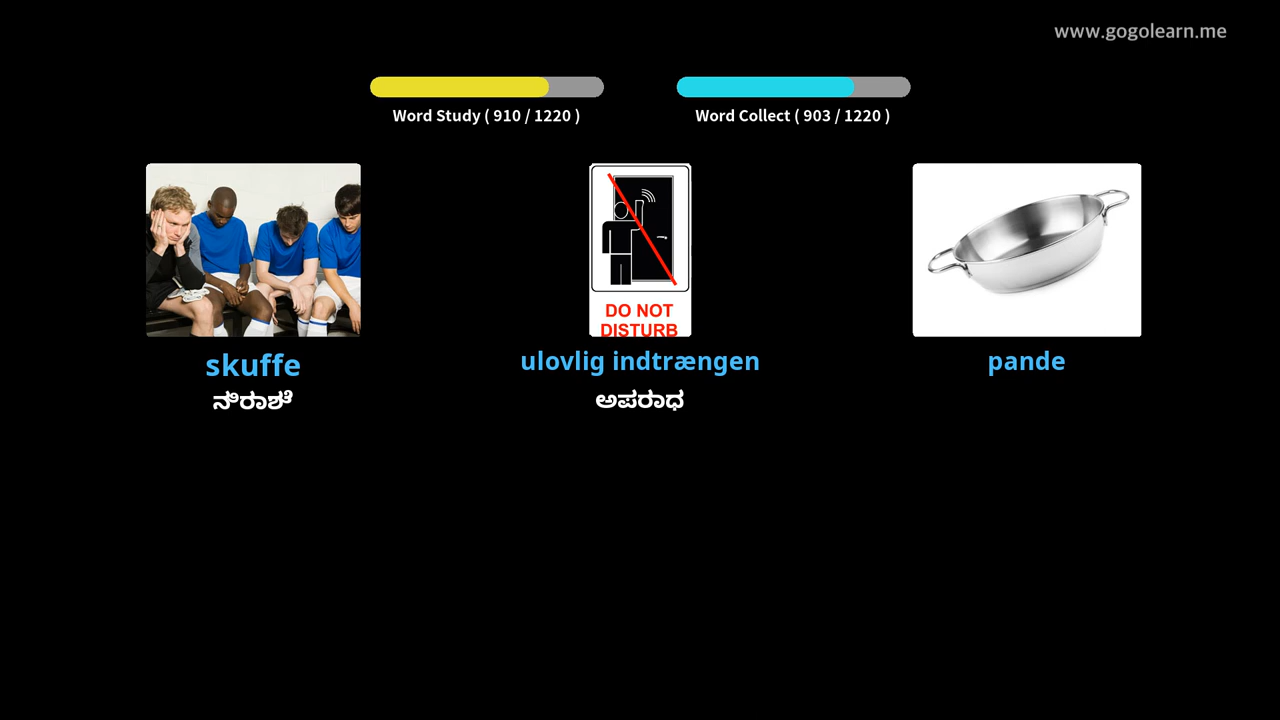 www.gogolearn.me
Word Study ( 910 / 1220 )
Word Collect ( 903 / 1220 )
DO NOT
DISTURB
skuffe
ulovlig indtrængen
pande
ನಿರಾಶೆ
ಅಪರಾಧ